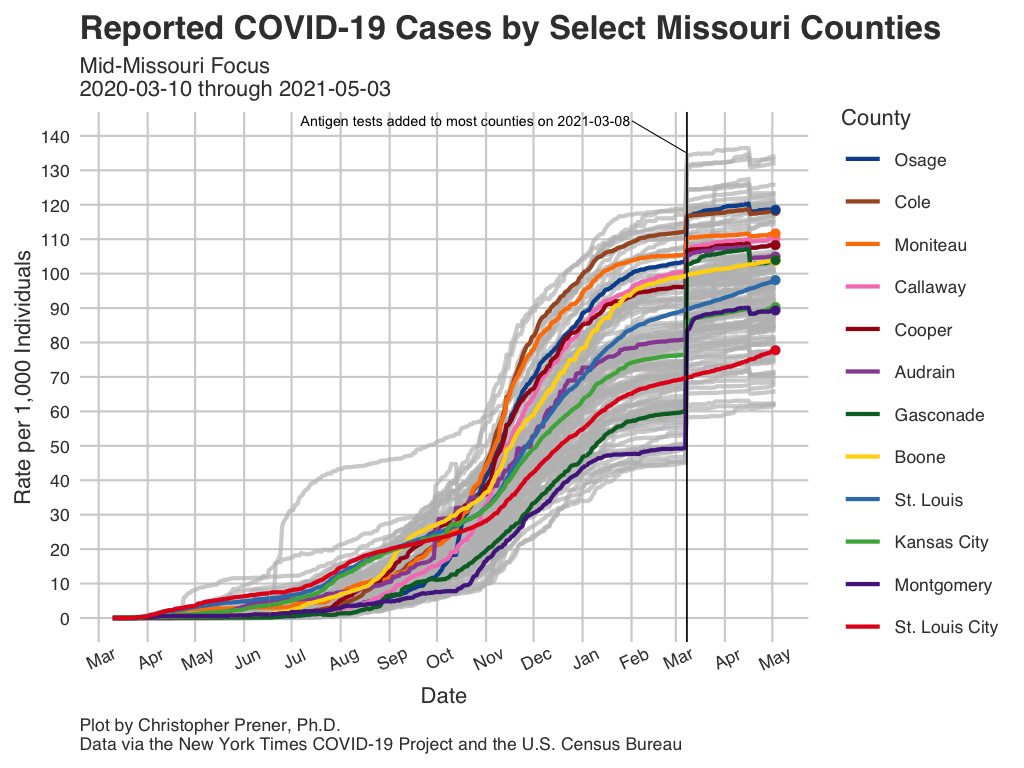 Reported COVID-19 Cases by Select Missouri Counties
Mid-Missouri Focus
2020-03-10 through 2021-05-03
Antigen tests added to most counties on 2021-03-08
Rate per 1,000 Individuals
140
130
120
110
100
90
80
70
60
50
40
30
20
10
0
Mar
Apr
May
Jun
Jul
Aug
Sep
Oct
Nov
Dec
Jan
Feb
Mar
Apr
May
Date
County
Osage
Cole
Moniteau
Callaway
Cooper
Audrain
Gasconade
Boone
St. Louis
Kansas City
Montgomery
St. Louis City
Plot by Christopher Prener, Ph.D.
Data via the New York Times COVID-19 Project and the U.S. Census Bureau